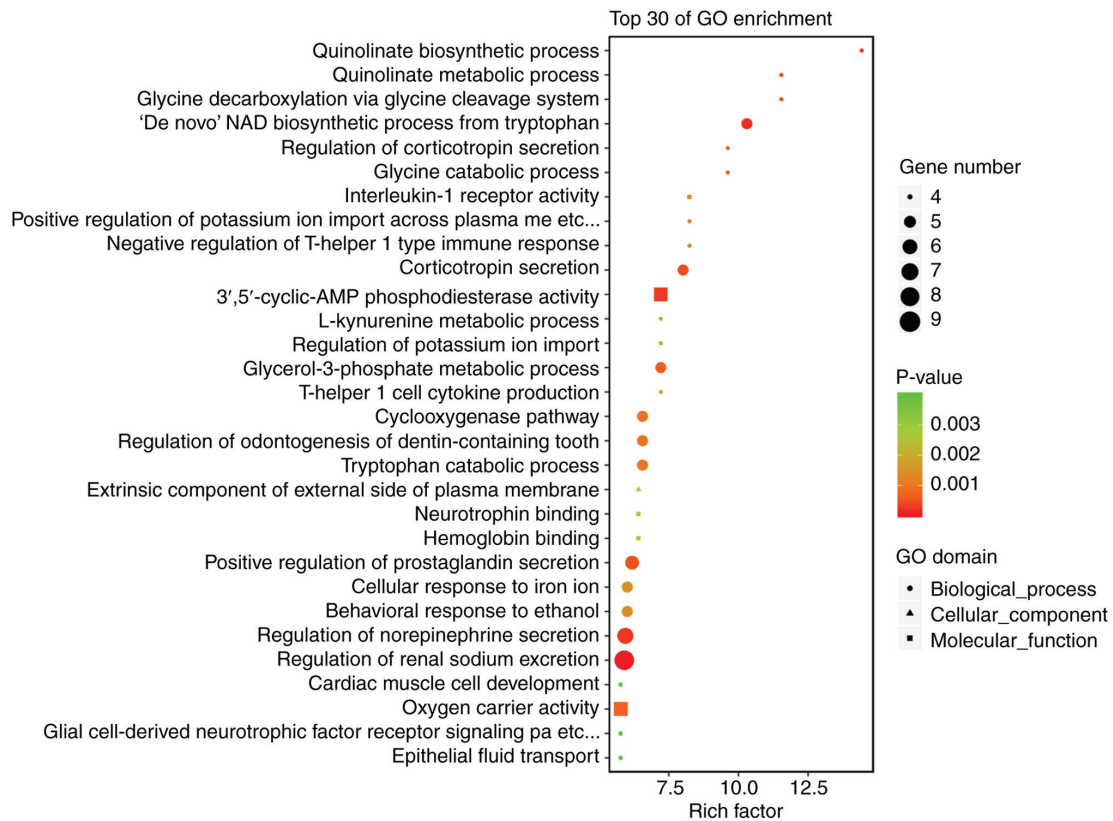 Top 30 of GO enrichment
Quinolinate biosynthetic process
Quinolinate metabolic process
Glycine decarboxylation via glycine cleavage system
‘De novo’ NAD biosynthetic process from tryptophan
Regulation of corticotropin secretion
Glycine catabolic process
Interleukin-1 receptor activity
Positive regulation of potassium ion import across plasma me etc...
Negative regulation of T-helper 1 type immune response
Corticotropin secretion
3′,5′-cyclic-AMP phosphodiesterase activity
L-kynurenine metabolic process
Regulation of potassium ion import
Glycerol-3-phosphate metabolic process
T-helper 1 cell cytokine production
Cyclooxygenase pathway
Regulation of odontogenesis of dentin-containing tooth
Tryptophan catabolic process
Extrinsic component of external side of plasma membrane
Neurotrophin binding
Hemoglobin binding
Positive regulation of prostaglandin secretion
Cellular response to iron ion
Behavioral response to ethanol
Regulation of norepinephrine secretion
Regulation of renal sodium excretion
Cardiac muscle cell development
Oxygen carrier activity
Glial cell-derived neurotrophic factor receptor signaling pa etc...
Epithelial fluid transport
7.5 10.0 12.5
Rich factor
Gene number
4
5
6
7
8
9
P-value
0.003
0.002
0.001
GO domain
Biological_process
Cellular_component
Molecular_function